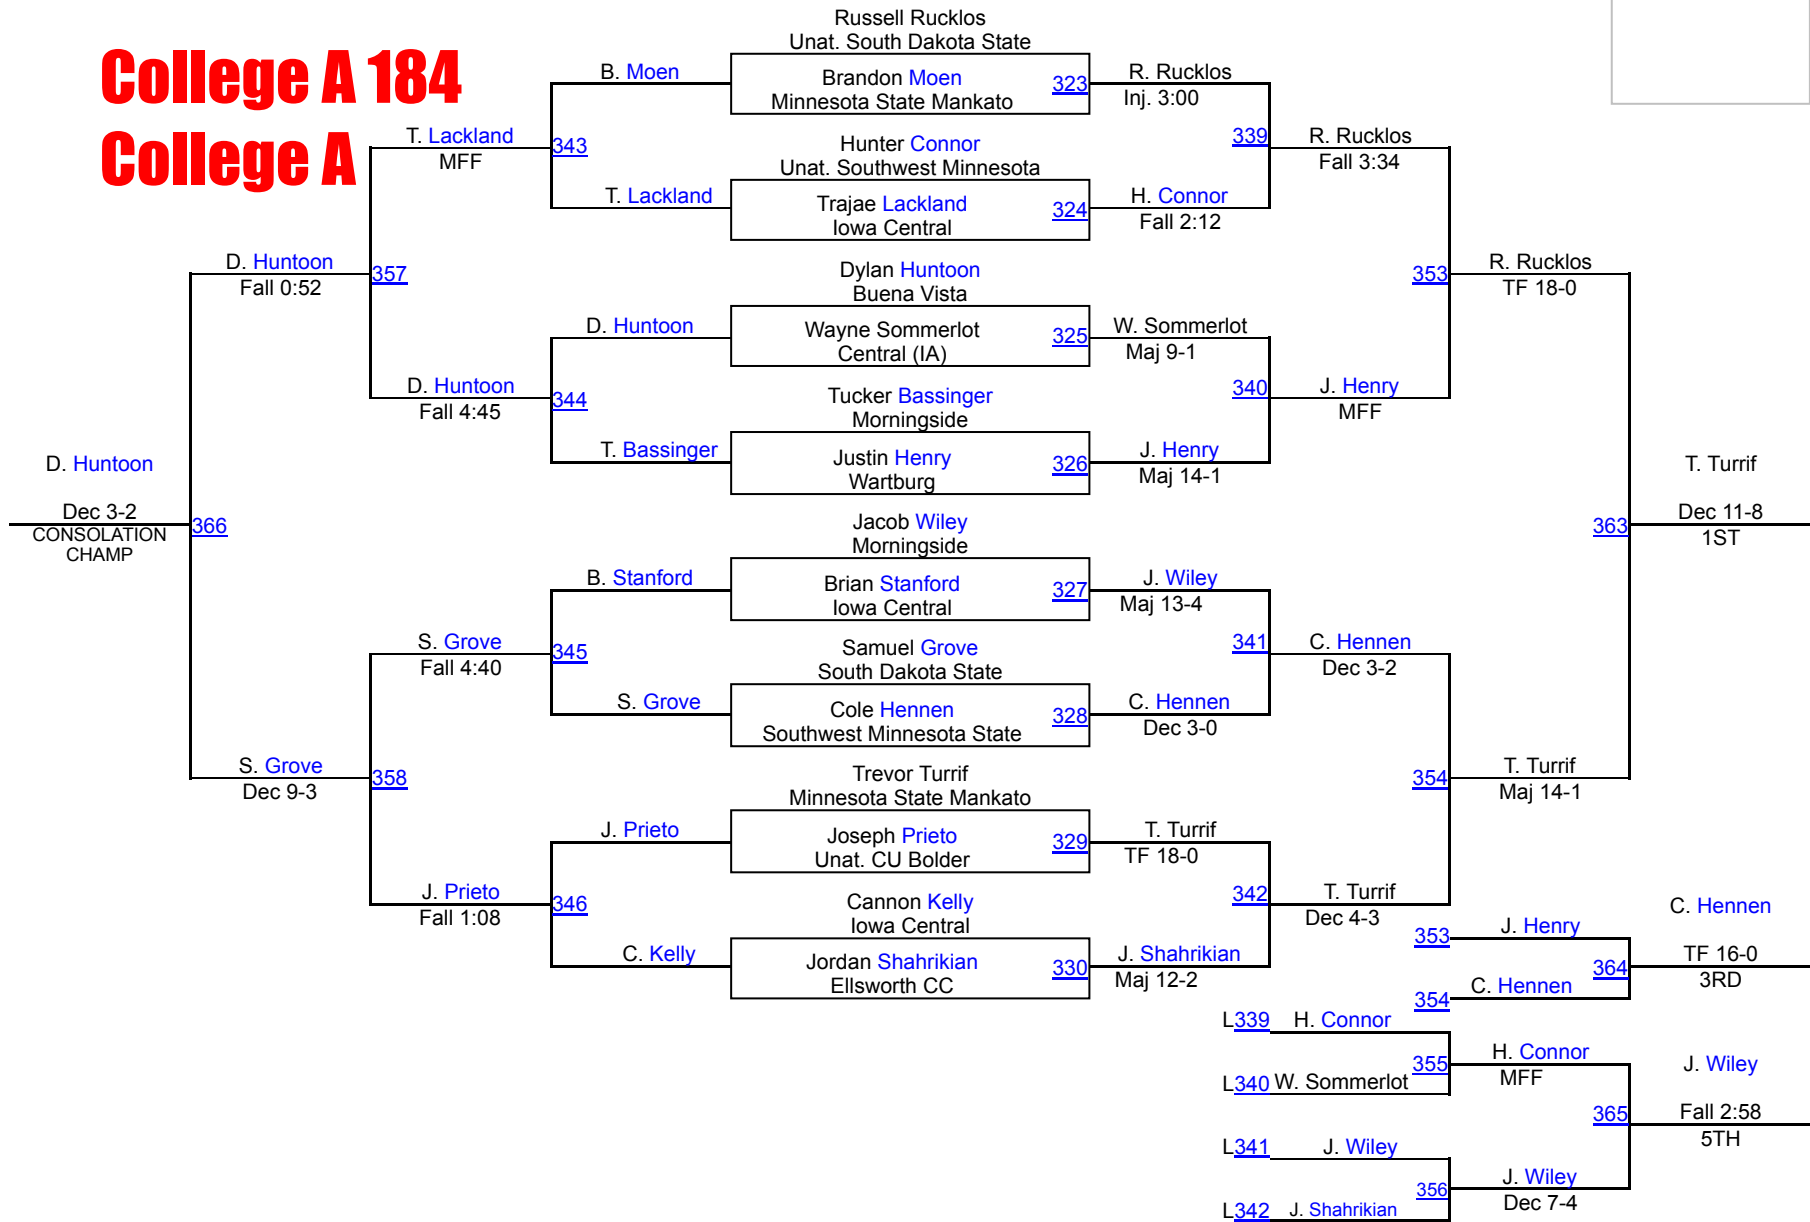 College A 184
College A
Russell Rucklos
Unat. South Dakota State
Brandon Moen
Minnesota State Mankato
323
Hunter Connor
Unat. Southwest Minnesota
Trajae Lackland
Iowa Central
324
Dylan Huntoon
Buena Vista
Wayne Sommerlot
Central (IA)
325
Tucker Bassinger
Morningside
Justin Henry
Wartburg
326
Jacob Wiley
Morningside
Brian Stanford
Iowa Central
327
Samuel Grove
South Dakota State
Cole Hennen
Southwest Minnesota State
328
Trevor Turrif
Minnesota State Mankato
Joseph Prieto
Unat. CU Bolder
329
Cannon Kelly
Iowa Central
Jordan Shahrikian
Ellsworth CC
330
R. Rucklos
Inj. 3:00
339
H. Connor
Fall 2:12
W. Sommerlot
Maj 9-1
340
J. Henry
Maj 14-1
J. Wiley
Maj 13-4
341
C. Hennen
Dec 3-0
T. Turrif
TF 18-0
342
J. Shahrikian
Maj 12-2
R. Rucklos
Fall 3:34
353
J. Henry
MFF
C. Hennen
Dec 3-2
354
T. Turrif
Dec 4-3
R. Rucklos
TF 18-0
363
T. Turrif
Maj 14-1
T. Turrif
Dec 11-8
1ST
353 J. Henry
364
354 C. Hennen
C. Hennen
TF 16-0
3RD
L339 H. Connor
355
L340 W. Sommerlot
H. Connor
MFF
365
L341 J. Wiley
356
L342 J. Shahrikian
J. Wiley
Dec 7-4
J. Wiley
Fall 2:58
5TH
B. Moen
343
T. Lackland
D. Huntoon
344
T. Bassinger
B. Stanford
345
S. Grove
J. Prieto
346
C. Kelly
T. Lackland
MFF
357
D. Huntoon
Fall 4:45
S. Grove
Fall 4:40
358
J. Prieto
Fall 1:08
D. Huntoon
Fall 0:52
366
S. Grove
Dec 9-3
D. Huntoon
Dec 3-2
CONSOLATION
CHAMP